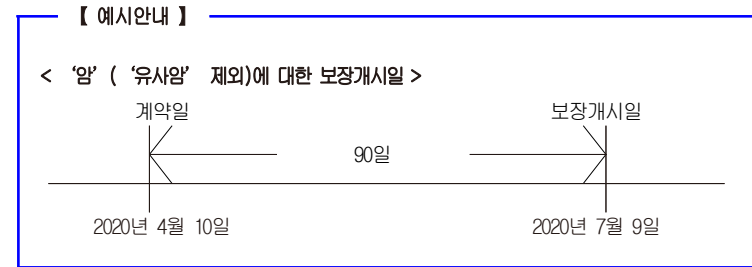 【 예시안내 】
< ‘암’ ( ‘유사암’ 제외)에 대한 보장개시일 >
계약일 보장개시일
90일
2020년 4월 10일 2020년 7월 9일